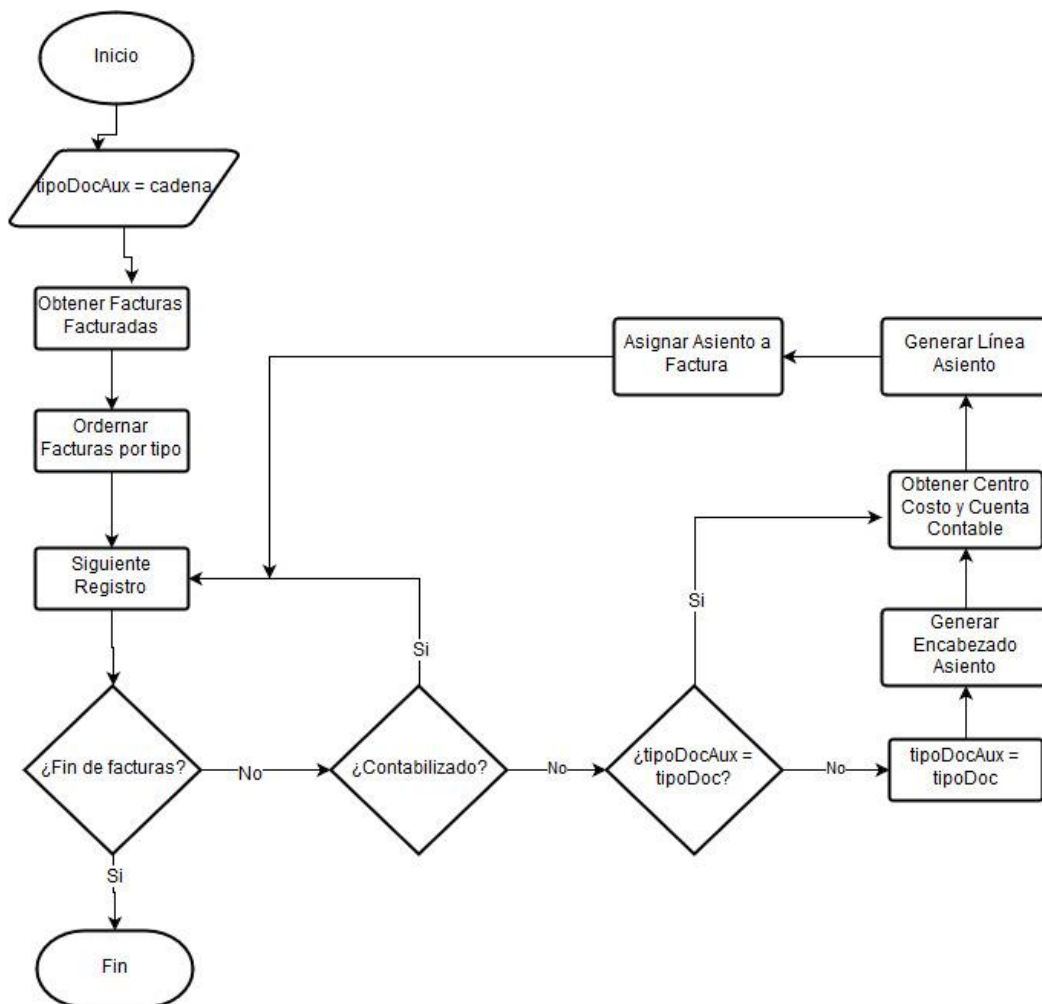 Inicio
tipoDocAux = cadena
Obtener Facturas
Facturadas
Ordernar
Facturas por tipo
Siguiente
Registro
¿Fin de facturas?
No
Si
Fin
¿Contabilizado?
Si
No
¿tipoDocAux =
tipoDoc?
Si
No
tipoDocAux =
tipoDoc
Generar
Encabezado
Asiento
Obtener Centro
Costo y Cuenta
Contable
Generar Línea
Asiento
Asignar Asiento a
Factura